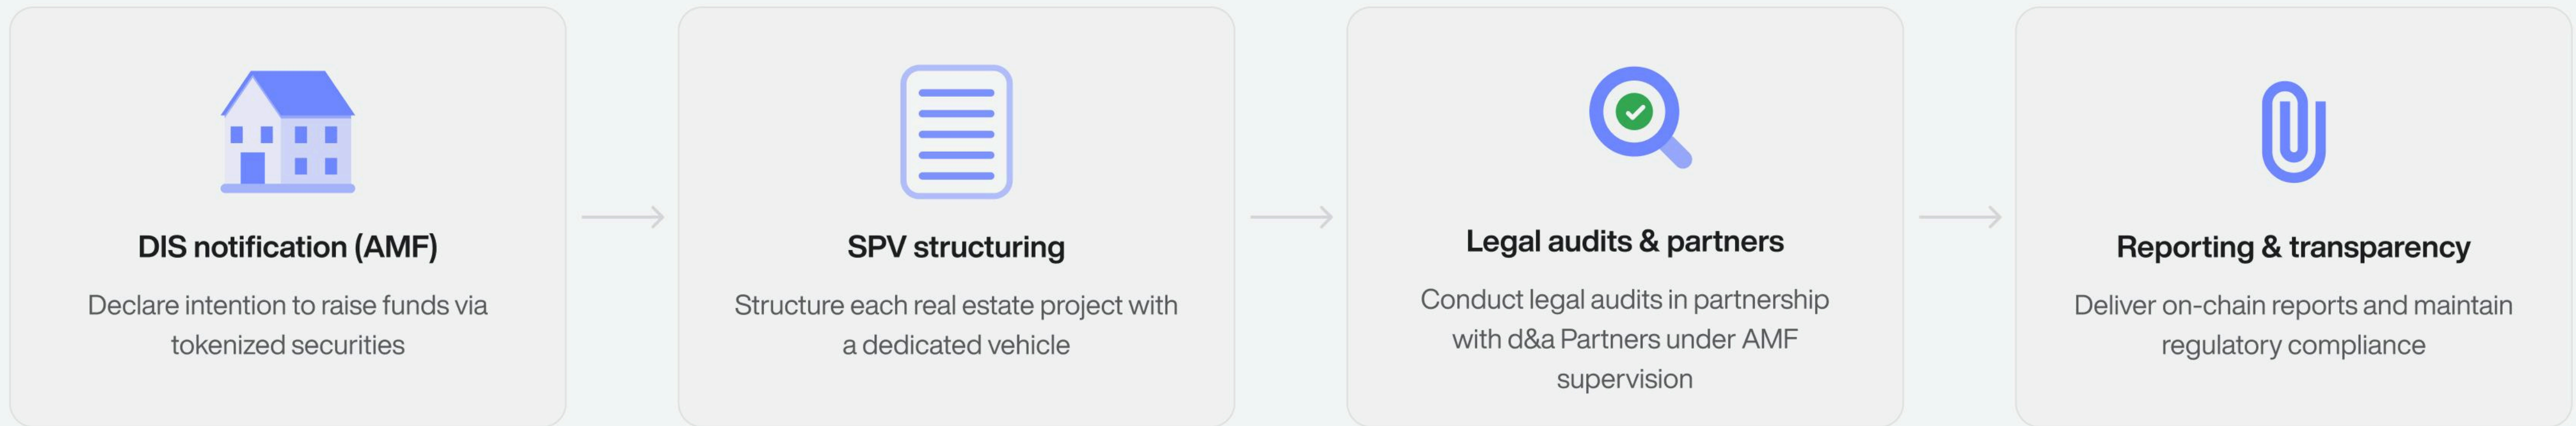 DIS notification (AMF)
Declare intention to raise funds via
tokenized securities
SPV structuring
Structure each real estate project with
a dedicated vehicle
Legal audits & partners
Conduct legal audits in partnership
with d&a Partners under AMF
supervision
Reporting & transparency
Deliver on-chain reports and maintain
regulatory compliance